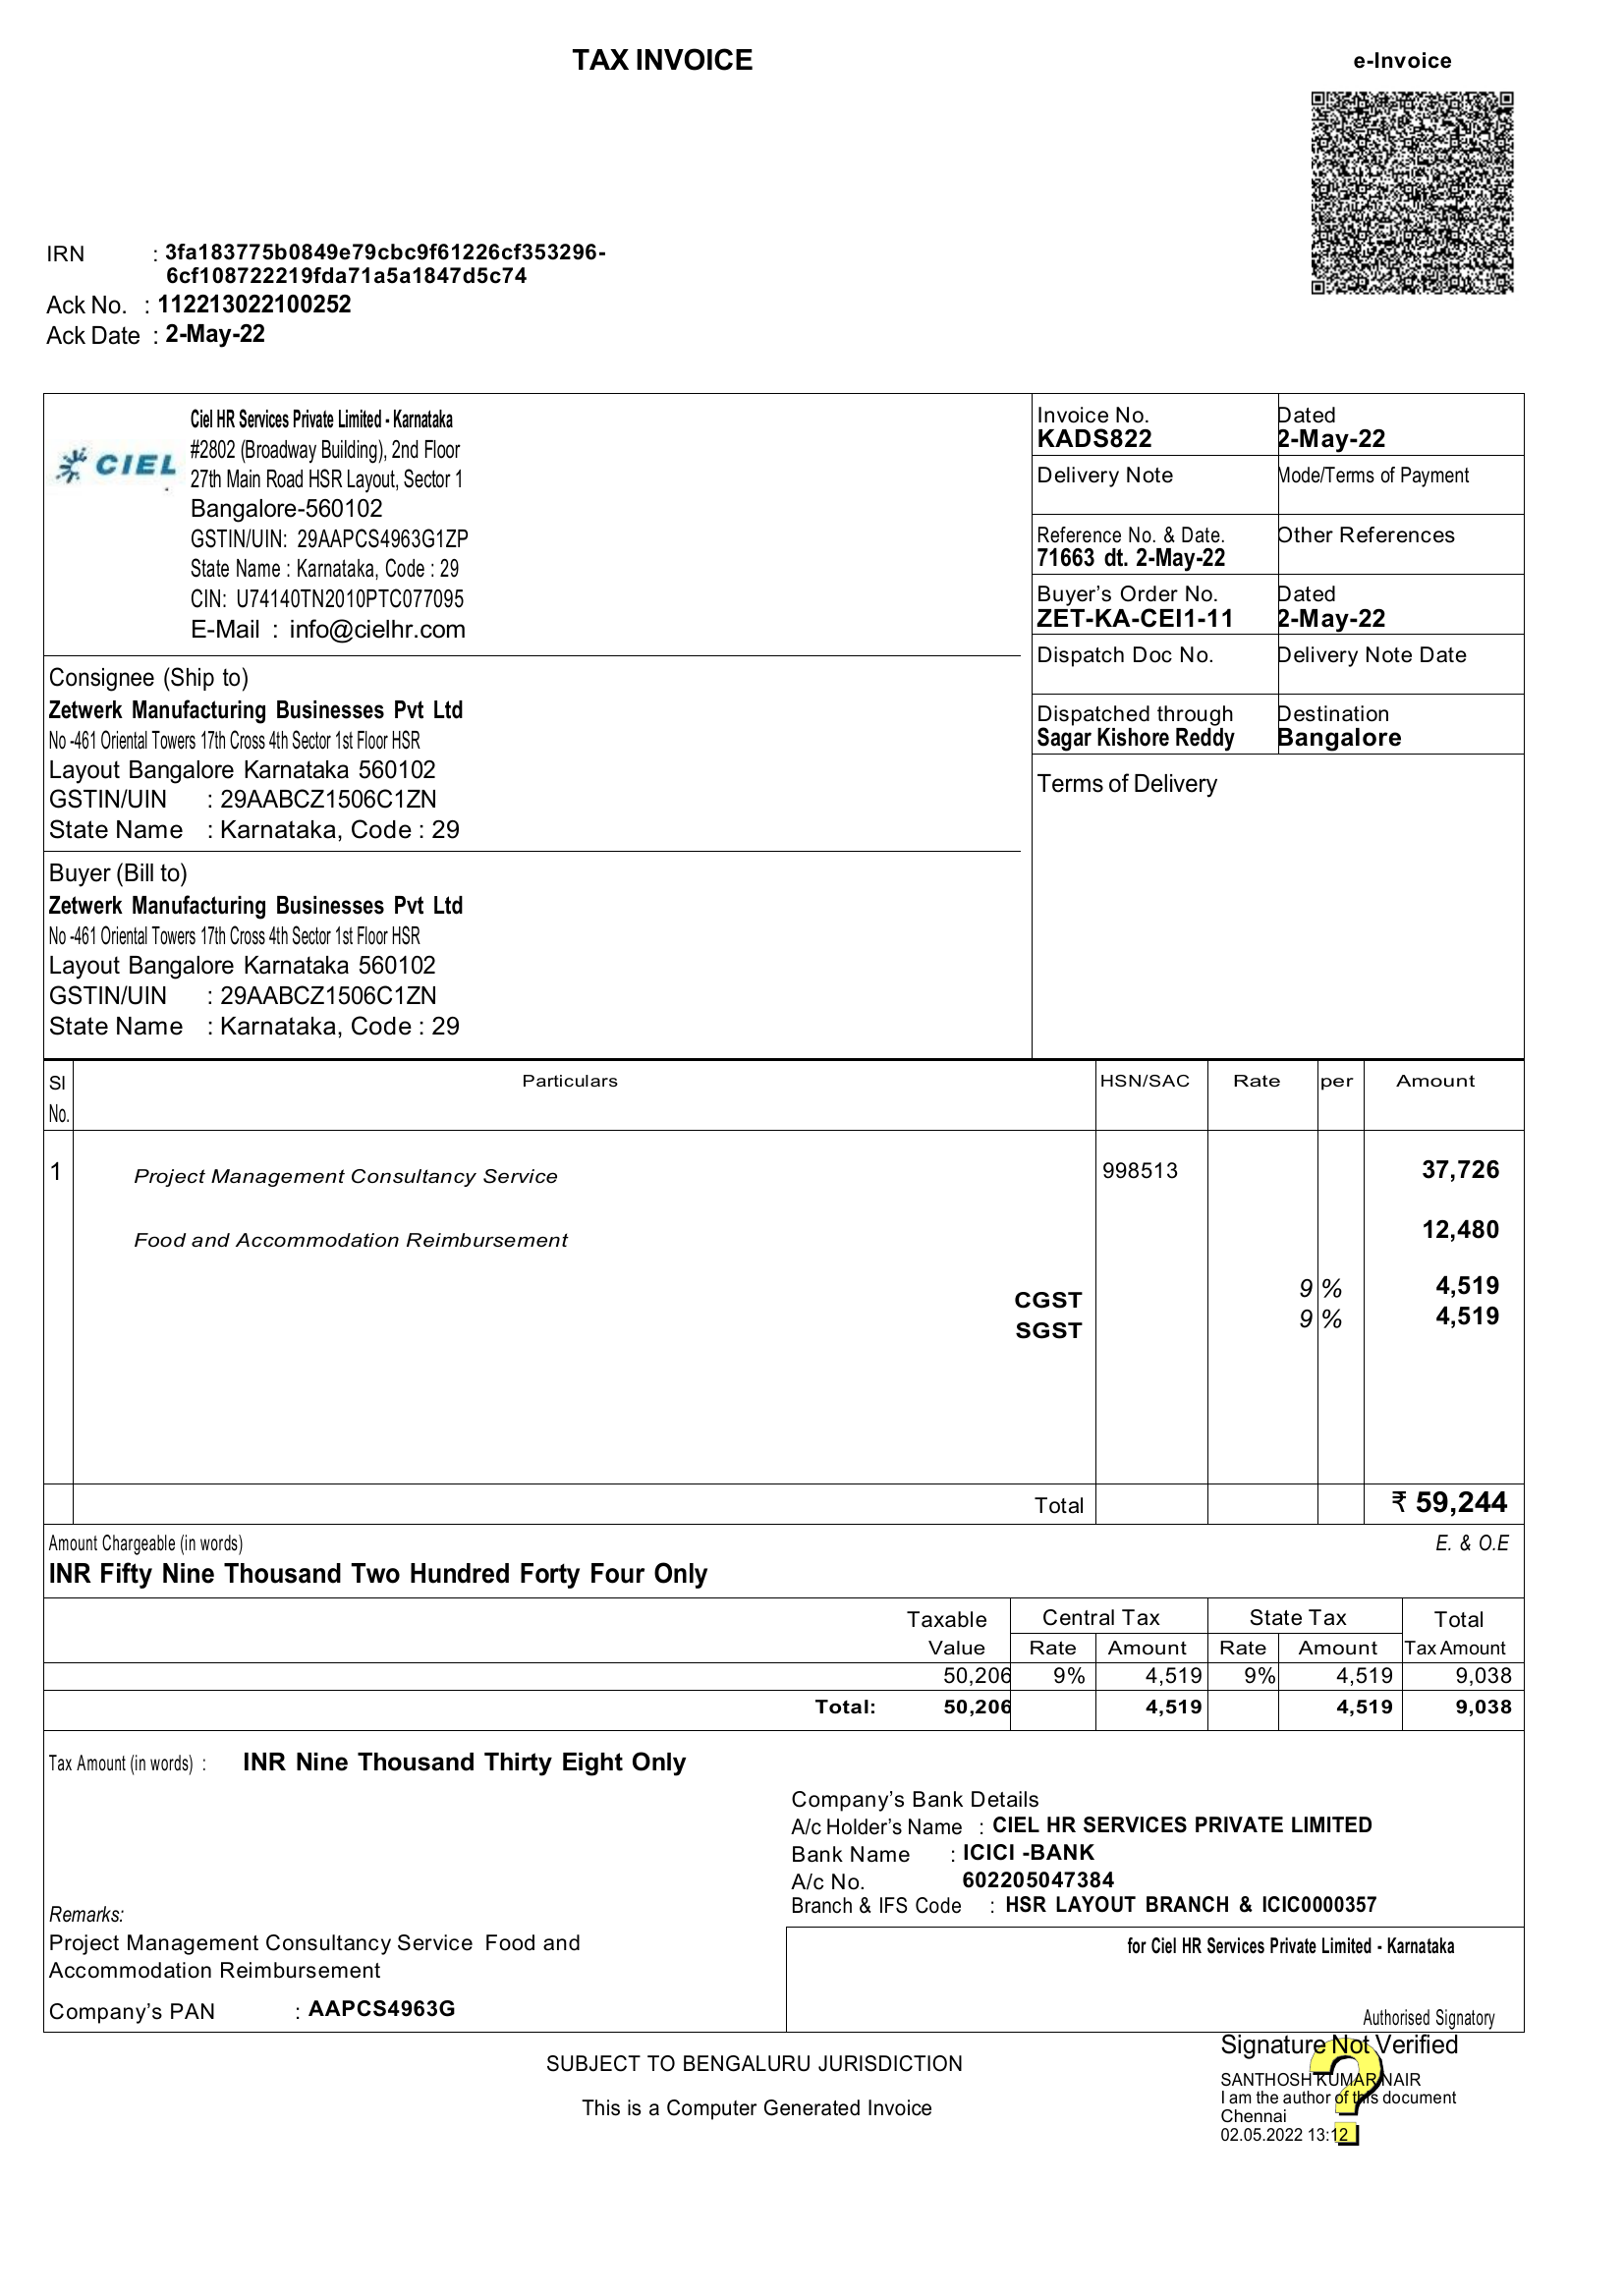 TAX INVOICE
e-Invoice
IRN : 3fa183775b0849e79cbc9f61226cf353296-
6cf108722219fda71a5a1847d5c74
Ack No. : 112213022100252
Ack Date : 2-May-22
CIEL
Ciel HR Services Private Limited - Karnataka
#2802 (Broadway Building), 2nd Floor
27th Main Road HSR Layout, Sector 1
Bangalore-560102
GSTIN/UIN: 29AAPCS4963G1ZP
State Name : Karnataka, Code : 29
CIN: U74140TN2010PTC077095
E-Mail : info@cielhr.com
Invoice No. Dated
KADS822 2-May-22
Delivery Note Mode/Terms of Payment
Reference No. & Date. Other References
71663 dt. 2-May-22
Buyer's Order No. Dated
ZET-KA-CEI1-11 2-May-22
Dispatch Doc No. Delivery Note Date
Dispatched through Destination
Sagar Kishore Reddy Bangalore
Terms of Delivery
Consignee (Ship to)
Zetwerk Manufacturing Businesses Pvt Ltd
No -461 Oriental Towers 17th Cross 4th Sector 1st Floor HSR
Layout Bangalore Karnataka 560102
GSTIN/UIN : 29AABCZ1506C1ZN
State Name : Karnataka, Code : 29
Buyer (Bill to)
Zetwerk Manufacturing Businesses Pvt Ltd
No -461 Oriental Towers 17th Cross 4th Sector 1st Floor HSR
Layout Bangalore Karnataka 560102
GSTIN/UIN : 29AABCZ1506C1ZN
State Name : Karnataka, Code : 29
Sl Particulars HSN/SAC Rate per Amount
No.
1 Project Management Consultancy Service 998513 37,726
Food and Accommodation Reimbursement 12,480
CGST 9 % 4,519
SGST 9 % 4,519
Total ₹ 59,244
Amount Chargeable (in words) E. & O.E
INR Fifty Nine Thousand Two Hundred Forty Four Only
Taxable Central Tax State Tax Total
Value Rate Amount Rate Amount Tax Amount
50,206 9% 4,519 9% 4,519 9,038
Total: 50,206 4,519 4,519 9,038
Tax Amount (in words) : INR Nine Thousand Thirty Eight Only
Company's Bank Details
A/c Holder's Name : CIEL HR SERVICES PRIVATE LIMITED
Bank Name : ICICI -BANK
A/c No. 602205047384
Branch & IFS Code : HSR LAYOUT BRANCH & ICIC0000357
Remarks:
Project Management Consultancy Service Food and
Accommodation Reimbursement
Company's PAN : AAPCS4963G
for Ciel HR Services Private Limited - Karnataka
Authorised Signatory
Signature Not Verified
SANTHOSH KUMAR NAIR
I am the author of this document
Chennai
02.05.2022 13:12
SUBJECT TO BENGALURU JURISDICTION
This is a Computer Generated Invoice